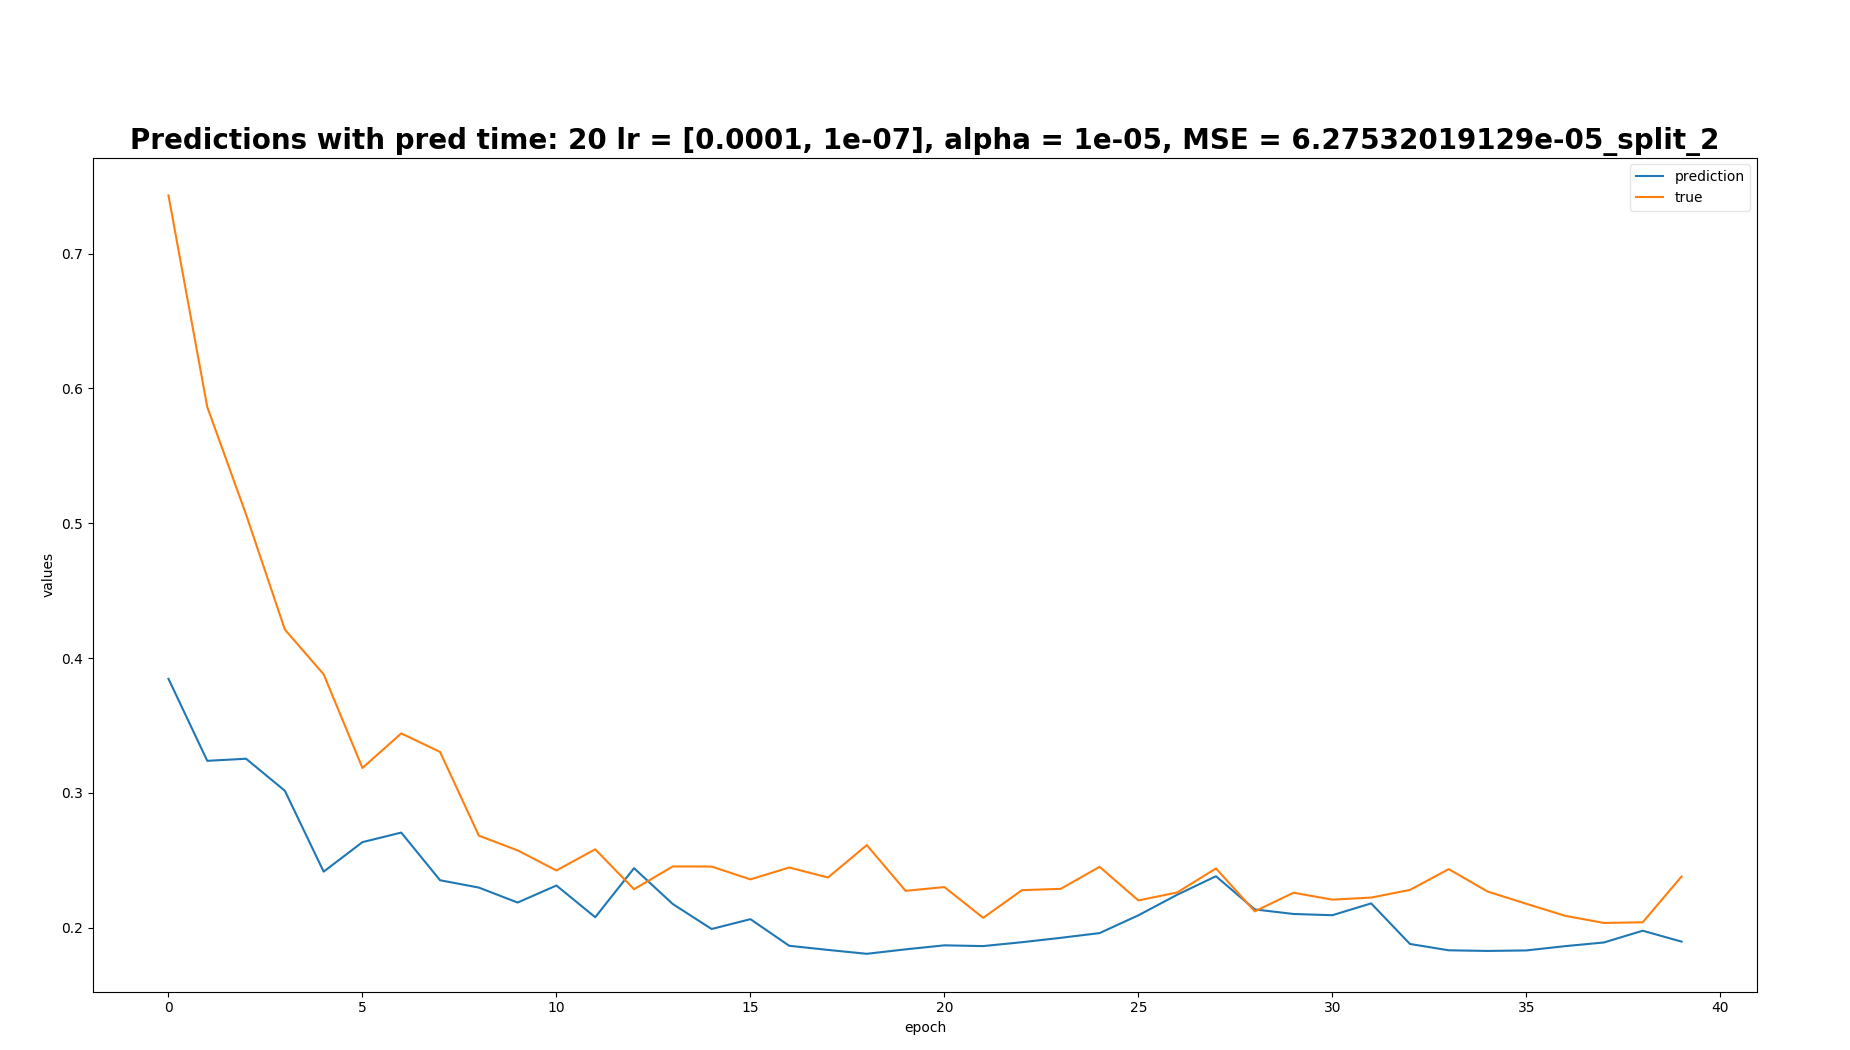 Predictions with pred time: 20 lr = [0.0001, 1e-07], alpha = 1e-05, MSE = 6.27532019129e-05_split_2
prediction
true
0.7
0.6
0.5
0.4
0.3
0.2
values
0 5 10 15 20 25 30 35 40
epoch